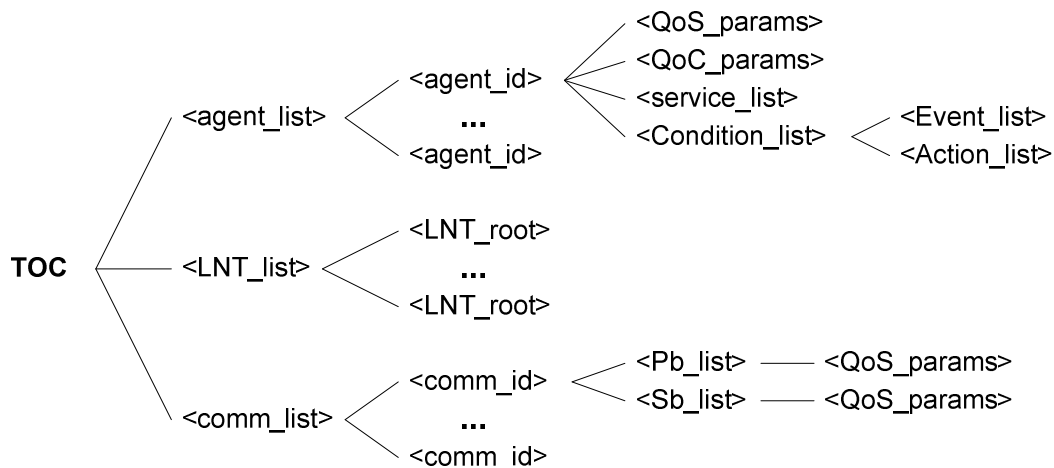 <QoS_params>
<QoC_params>
<agent_id>
<service_list>
<agent_list>
...
<Condition_list>
<Event_list>
<agent_id>
<Action_list>
<LNT_root>
TOC
<LNT_list>
...
<LNT_root>
<Pb_list>
<QoS_params>
<comm_id>
<Sb_list>
<QoS_params>
<comm_list>
...
<comm_id>